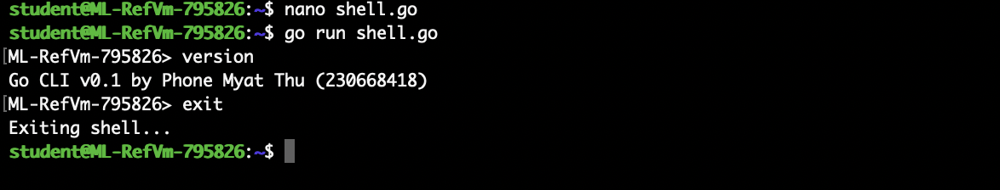 student@ML-RefVm-795826:~$ nano shell.go
student@ML-RefVm-795826:~$ go run shell.go
[ML-RefVm-795826> version
Go CLI v0.1 by Phone Myat Thu (230668418)
[ML-RefVm-795826> exit
Exiting shell...
student@ML-RefVm-795826:~$